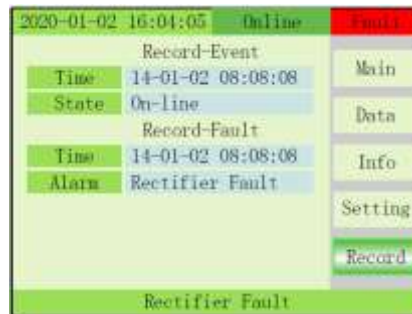 2020-01-02 16:04:05 Online Fault
Record-Event
Time 14-01-02 08:08:08
State On-line
Record-Fault
Time 14-01-02 08:08:08
Alarm Rectifier Fault
Main
Data
Info
Setting
Record
Rectifier Fault